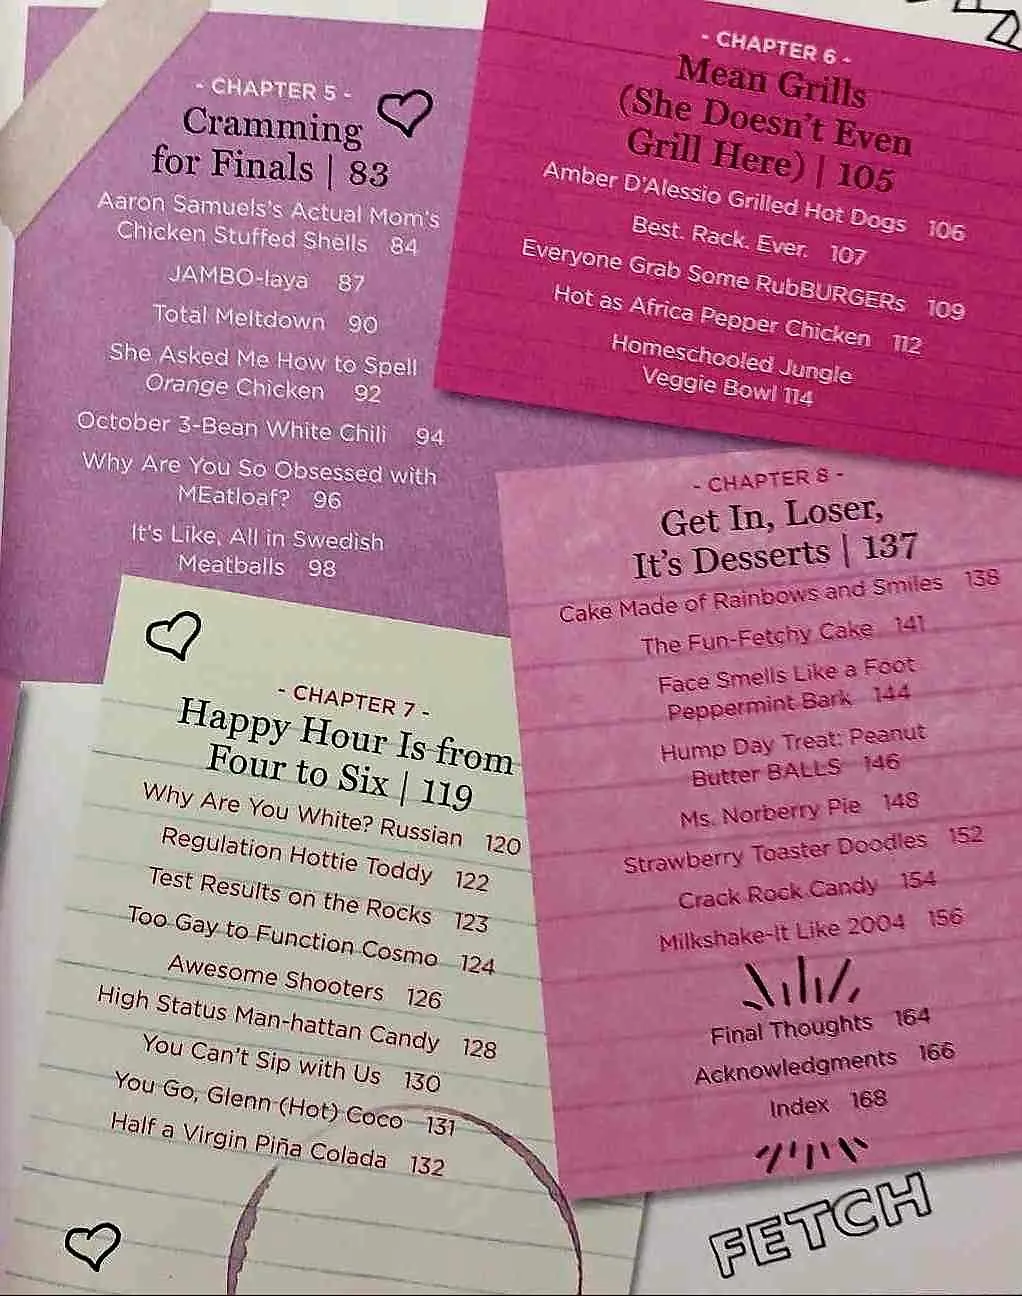 - CHAPTER 5 -
Cramming
for Finals | 83
Aaron Samuels's Actual Mom's
Chicken Stuffed Shells 84
JAMBO-laya 87
Total Meltdown 90
She Asked Me How to Spell
Orange Chicken 92
October 3-Bean White Chili 94
Why Are You So Obsessed with
MEatloaf? 96
It's Like, All in Swedish
Meatballs 98
- CHAPTER 6 -
Mean Grills
(She Doesn't Even
Grill Here) | 105
Amber D'Alessio Grilled Hot Dogs 106
Best. Rack. Ever. 107
Everyone Grab Some RubBURGERs 109
Hot as Africa Pepper Chicken 112
Homeschooled Jungle
Veggie Bowl 114
- CHAPTER 7 -
Happy Hour Is from
Four to Six | 119
Why Are You White? Russian 120
Regulation Hottie Toddy 122
Test Results on the Rocks 123
Too Gay to Function Cosmo 124
Awesome Shooters 126
High Status Man-hattan Candy 128
You Can't Sip with Us 130
You Go, Glenn (Hot) Coco 131
Half a Virgin Piña Colada 132
- CHAPTER 8 -
Get In, Loser,
It's Desserts | 137
Cake Made of Rainbows and Smiles 138
The Fun-Fetchy Cake 141
Face Smells Like a Foot
Peppermint Bark 144
Hump Day Treat: Peanut
Butter BALLS 146
Ms. Norberry Pie 148
Strawberry Toaster Doodles 152
Crack Rock Candy 154
Milkshake-It Like 2004 156
Final Thoughts 164
Acknowledgments 166
Index 168
FETCH